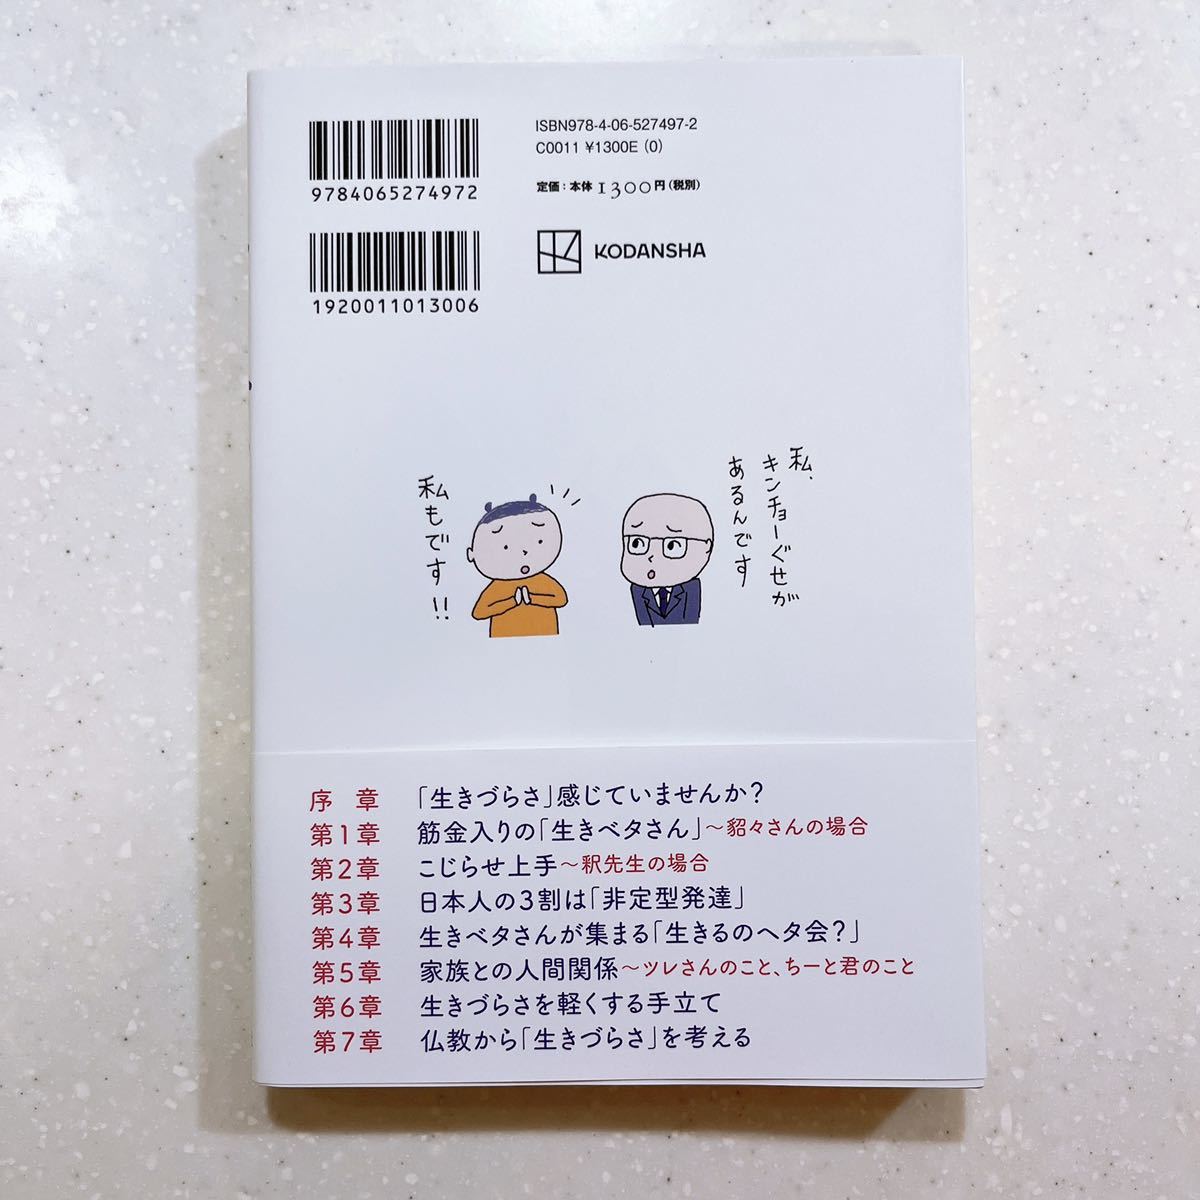 9784065274972
1920011013006
ISBN978-4-06-527497-2
C0011 ¥1300E (0)
定価：本体1300円（税別）
KODANSHA
私、
キンチョーぐせが
あるんです
私もです!!
序 章 「生きづらさ」感じていませんか？
第1章 筋金入りの「生きベタさん」〜貂々さんの場合
第2章 こじらせ上手〜釈先生の場合
第3章 日本人の3割は「非定型発達」
第4章 生きベタさんが集まる「生きるのヘタ会？」
第5章 家族との人間関係〜ツレさんのこと、ちーと君のこと
第6章 生きづらさを軽くする手立て
第7章 仏教から「生きづらさ」を考える